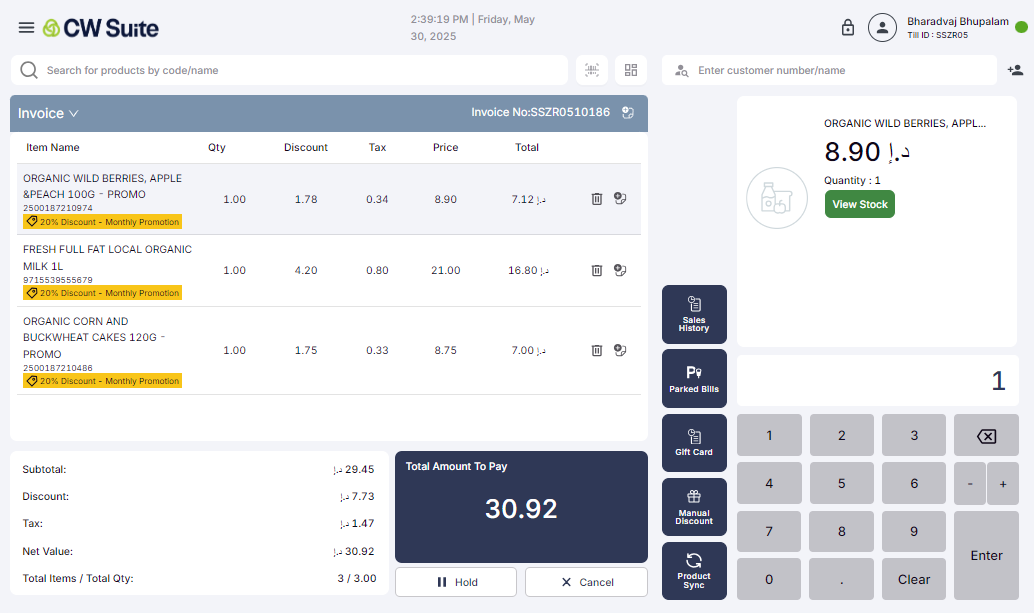 CW Suite
2:39:19 PM | Friday, May
30, 2025
Bharadvaj Bhupalam
Till ID : SSZR05
Search for products by code/name
Enter customer number/name
Invoice
Invoice No:SSZR0510186
Item Name Qty Discount Tax Price Total
ORGANIC WILD BERRIES, APPLE
&PEACH 100G - PROMO
2500187210974
1.00 1.78 0.34 8.90 7.12 د.إ
20% Discount - Monthly Promotion
FRESH FULL FAT LOCAL ORGANIC
MILK 1L
9715539555679
1.00 4.20 0.80 21.00 16.80 د.إ
20% Discount - Monthly Promotion
ORGANIC CORN AND
BUCKWHEAT CAKES 120G -
PROMO
2500187210486
1.00 1.75 0.33 8.75 7.00 د.إ
20% Discount - Monthly Promotion
Subtotal: د.إ 29.45
Discount: د.إ 7.73
Tax: د.إ 1.47
Net Value: د.إ 30.92
Total Items / Total Qty: 3 / 3.00
Total Amount To Pay
30.92
Hold
Cancel
ORGANIC WILD BERRIES, APPL...
8.90 د.إ
Quantity : 1
View Stock
Sales
History
Parked Bills
Gift Card
Manual
Discount
Product
Sync
1
1 2 3
4 5 6 - +
7 8 9
Enter
0 . Clear